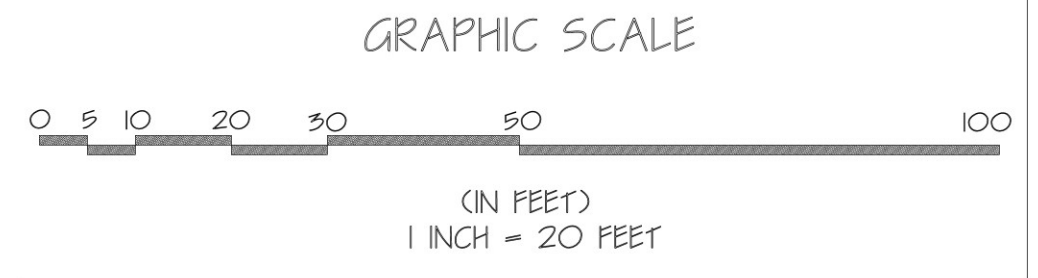 GRAPHIC SCALE
0 5 10 20 30 50 100
(IN FEET)
1 INCH = 20 FEET